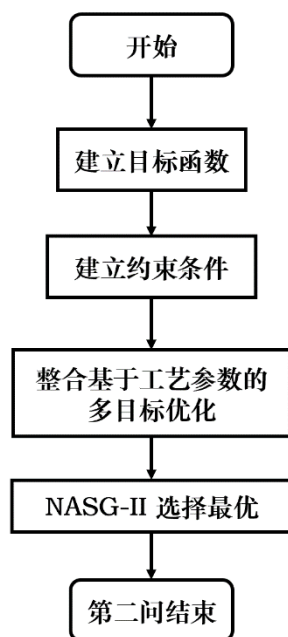 开始
建立目标函数
建立约束条件
整合基于工艺参数的
多目标优化
NASG-II 选择最优
第二问结束